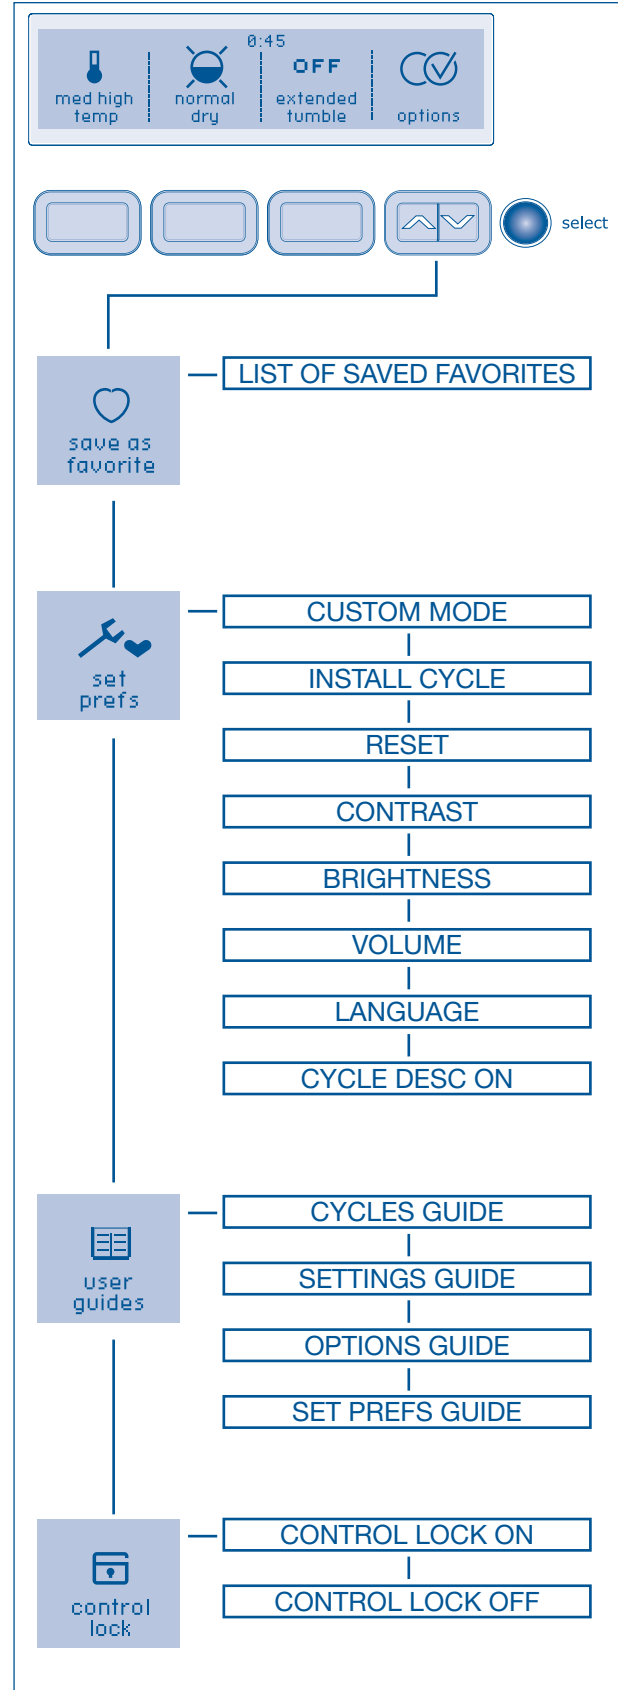 0:45
OFF
med high
temp
normal
dry
extended
tumble
options
select
LIST OF SAVED FAVORITES
save as
favorite
CUSTOM MODE
set
prefs
INSTALL CYCLE
RESET
CONTRAST
BRIGHTNESS
VOLUME
LANGUAGE
CYCLE DESC ON
CYCLES GUIDE
user
guides
SETTINGS GUIDE
OPTIONS GUIDE
SET PREFS GUIDE
CONTROL LOCK ON
control
lock
CONTROL LOCK OFF